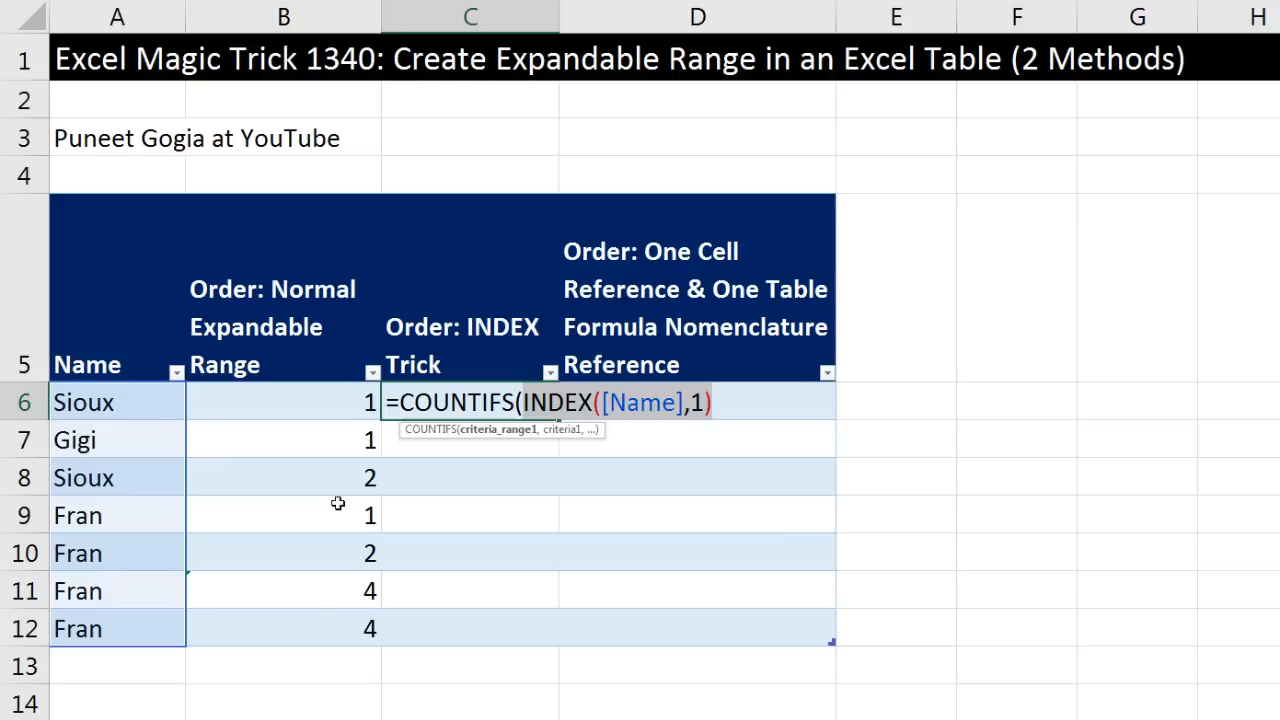 A B C D E F G H
1 Excel Magic Trick 1340: Create Expandable Range in an Excel Table (2 Methods)
2
3 Puneet Gogia at YouTube
4
Order: One Cell
Order: Normal Reference & One Table
Expandable Order: INDEX Formula Nomenclature
5 Name Range Trick Reference
6 Sioux 1 =COUNTIFS(INDEX([Name],1)
COUNTIFS(criteria_range1, criteria1, ...)
7 Gigi 1
8 Sioux 2
9 Fran 1
10 Fran 2
11 Fran 4
12 Fran 4
13
14